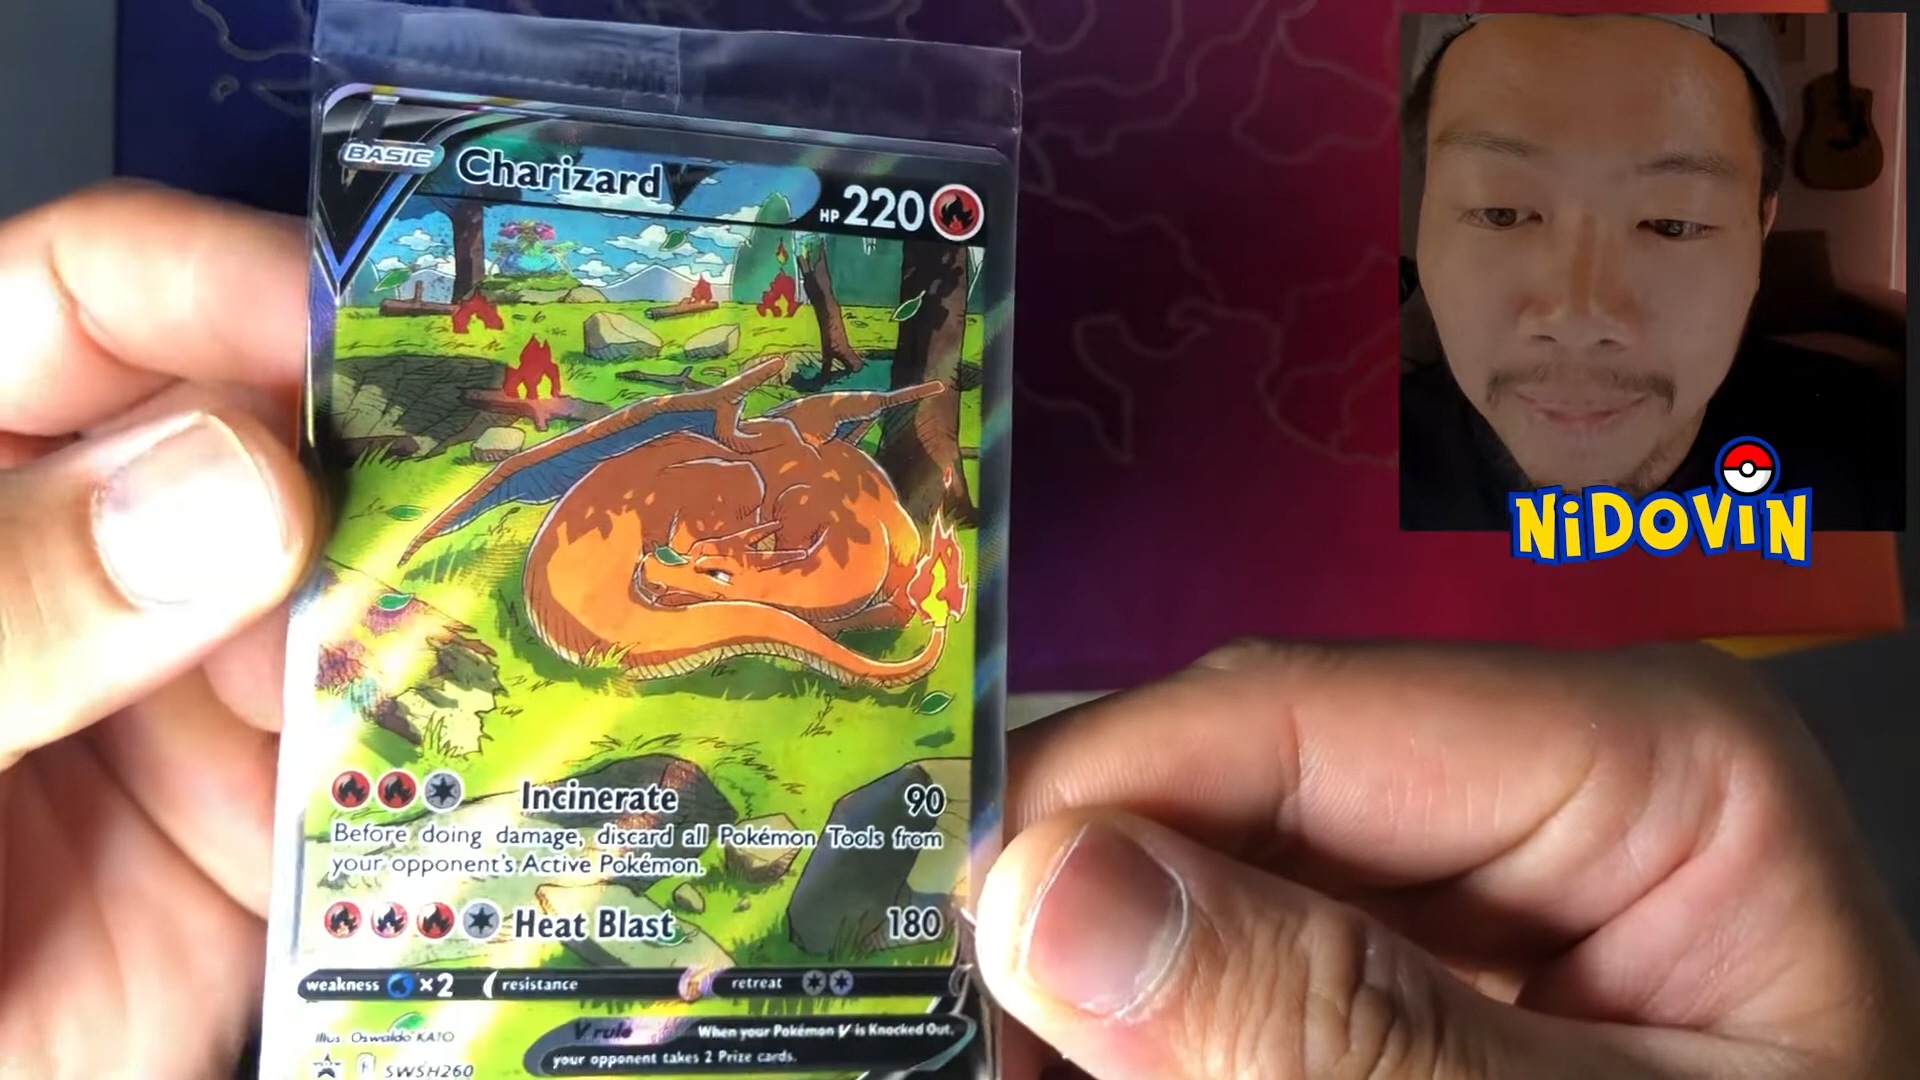 BASIC Charizard HP 220
NiDOViN
Incinerate 90
Before doing damage, discard all Pokémon Tools from
your opponent's Active Pokémon.
Heat Blast 180
weakness ×2 resistance retreat
Illus. Oswaldo KATO
V rule When your Pokémon V is Knocked Out,
your opponent takes 2 Prize cards.
SWSH260